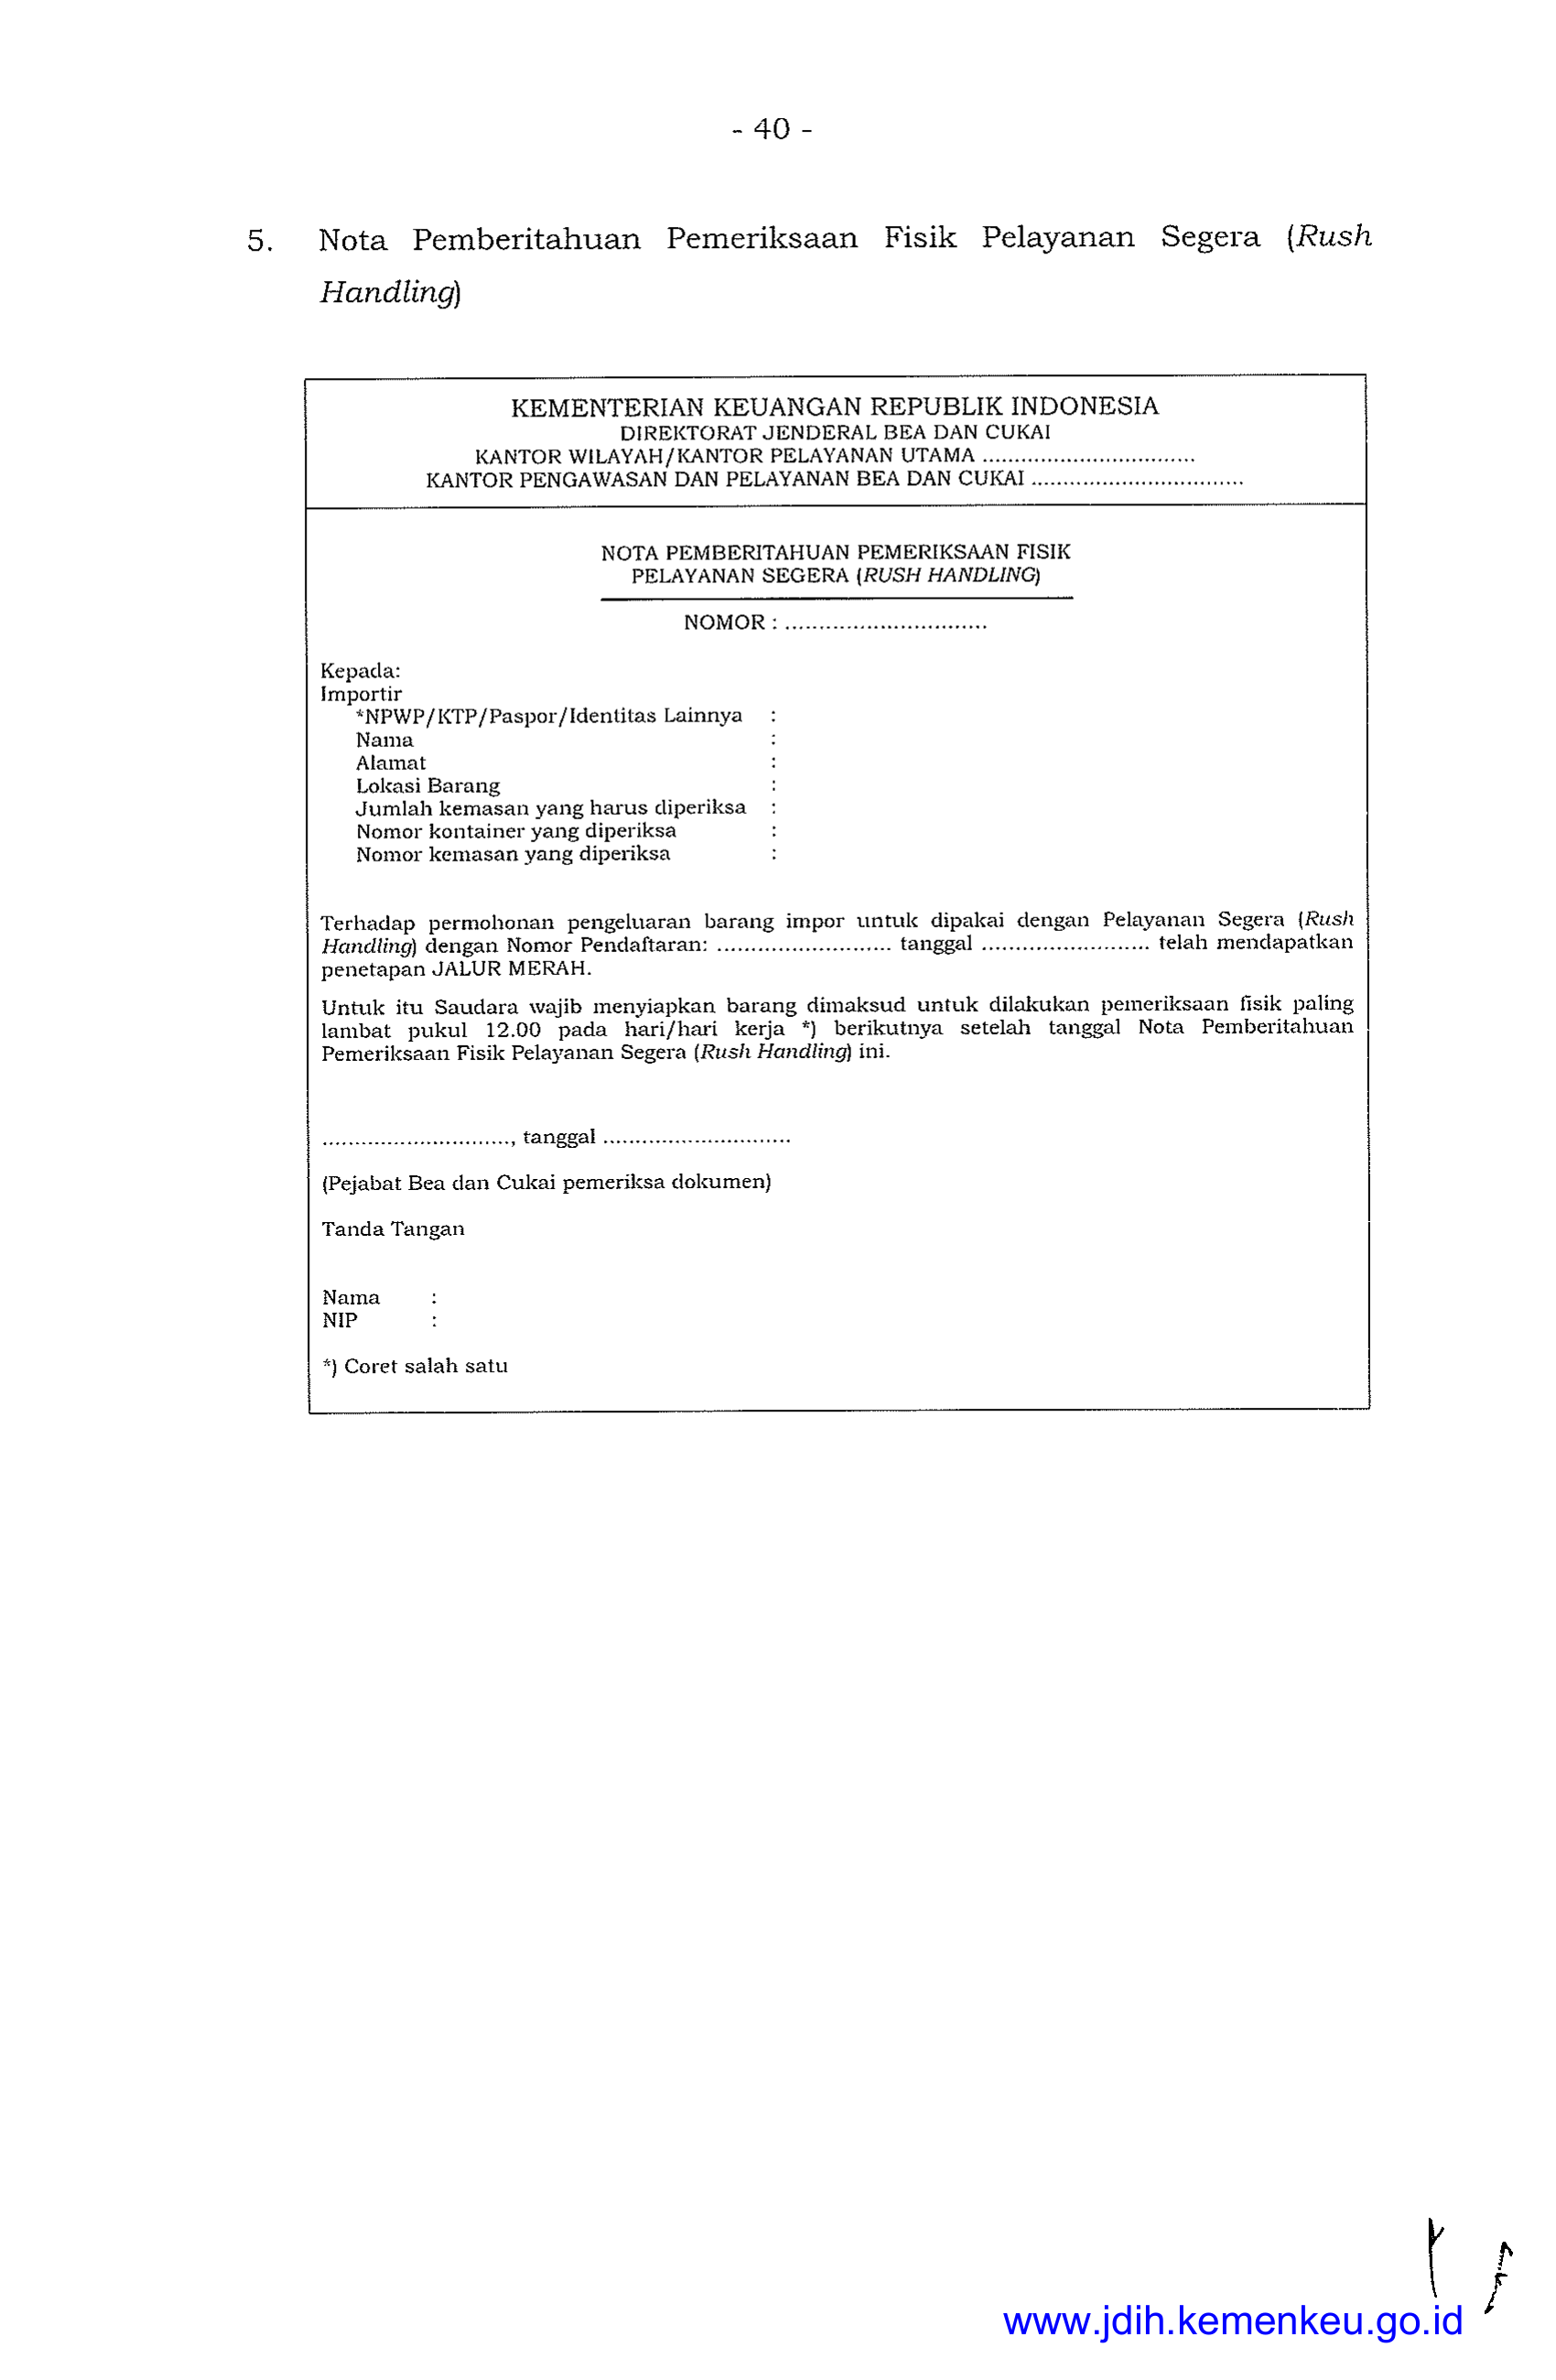 - 40 -
5. Nota Pemberitahuan Pemeriksaan Fisik Pelayanan Segera (Rush
Handling)
KEMENTERIAN KEUANGAN REPUBLIK INDONESIA
DIREKTORAT JENDERAL BEA DAN CUKAI
KANTOR WILAYAH/KANTOR PELAYANAN UTAMA .................................
KANTOR PENGAWASAN DAN PELAYANAN BEA DAN CUKAI .................................
NOTA PEMBERITAHUAN PEMERIKSAAN FISIK
PELAYANAN SEGERA (RUSH HANDLING)
NOMOR : ..............................
Kepada:
Importir
*NPWP/KTP/Paspor/Identitas Lainnya :
Nama :
Alamat :
Lokasi Barang :
Jumlah kemasan yang harus diperiksa :
Nomor kontainer yang diperiksa :
Nomor kemasan yang diperiksa :
Terhadap permohonan pengeluaran barang impor untuk dipakai dengan Pelayanan Segera (Rush
Handling) dengan Nomor Pendaftaran: .......................... tanggal ......................... telah mendapatkan
penetapan JALUR MERAH.
Untuk itu Saudara wajib menyiapkan barang dimaksud untuk dilakukan pemeriksaan fisik paling
lambat pukul 12.00 pada hari/hari kerja *) berikutnya setelah tanggal Nota Pemberitahuan
Pemeriksaan Fisik Pelayanan Segera (Rush Handling) ini.
............................., tanggal .............................
(Pejabat Bea dan Cukai pemeriksa dokumen)
Tanda Tangan
Nama :
NIP :
*) Coret salah satu
www.jdih.kemenkeu.go.id